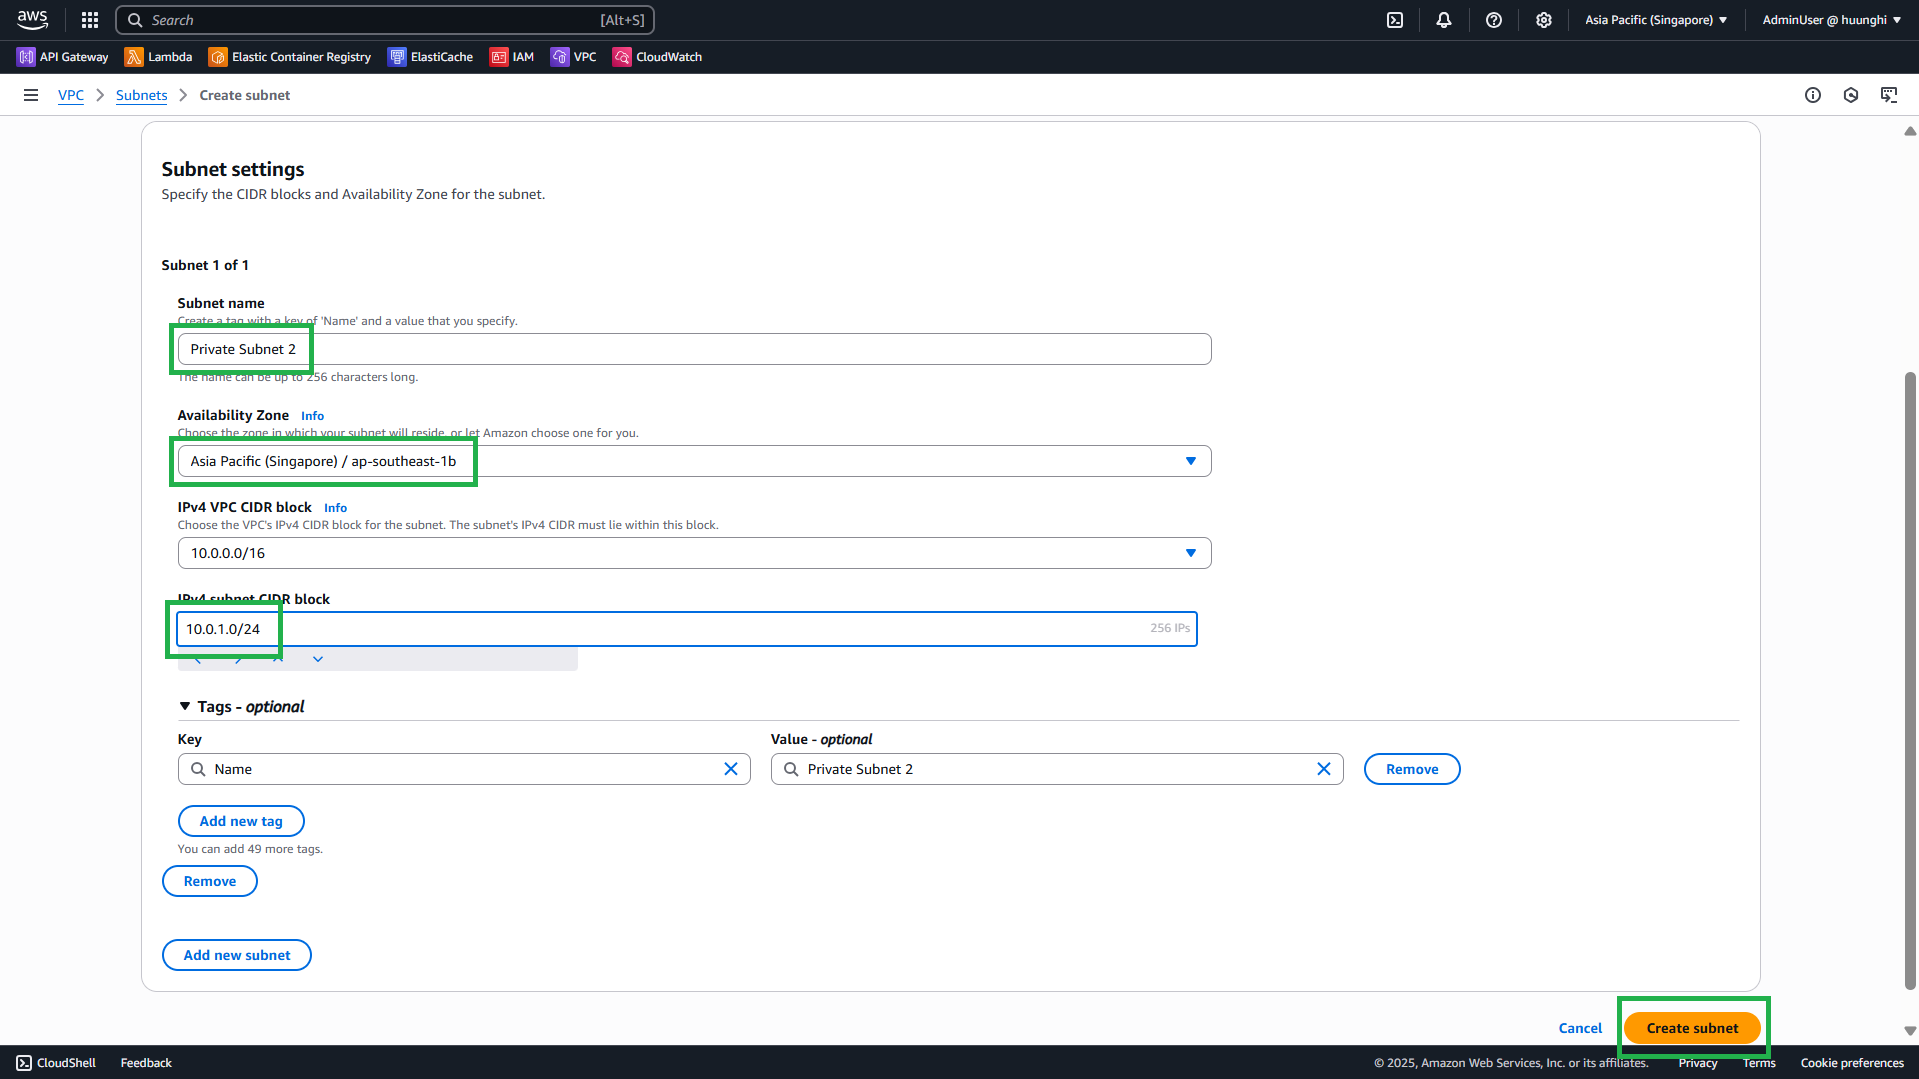 aws Search [Alt+S] Asia Pacific (Singapore) AdminUser @ huunghi
API Gateway Lambda Elastic Container Registry ElastiCache IAM VPC CloudWatch
VPC Subnets Create subnet
Subnet settings
Specify the CIDR blocks and Availability Zone for the subnet.
Subnet 1 of 1
Subnet name
Create a tag with a key of 'Name' and a value that you specify.
Private Subnet 2
The name can be up to 256 characters long.
Availability Zone Info
Choose the zone in which your subnet will reside, or let Amazon choose one for you.
Asia Pacific (Singapore) / ap-southeast-1b
IPv4 VPC CIDR block Info
Choose the VPC's IPv4 CIDR block for the subnet. The subnet's IPv4 CIDR must lie within this block.
10.0.0.0/16
IPv4 subnet CIDR block
10.0.1.0/24 256 IPs
Tags - optional
Key Value - optional
Name Private Subnet 2 Remove
Add new tag
You can add 49 more tags.
Remove
Add new subnet
Cancel Create subnet
CloudShell Feedback © 2025, Amazon Web Services, Inc. or its affiliates. Privacy Terms Cookie preferences